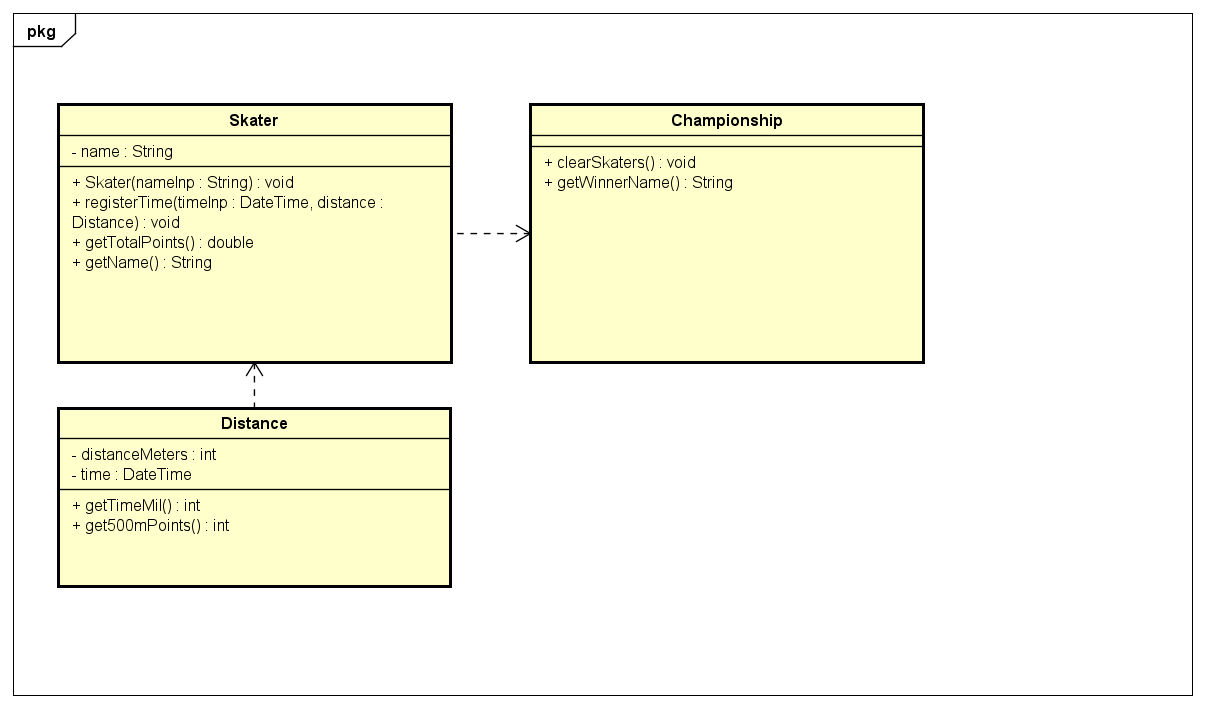 pkg
Skater
- name : String
+ Skater(nameInp : String) : void
+ registerTime(timeInp : DateTime, distance :
Distance) : void
+ getTotalPoints() : double
+ getName() : String
Championship
+ clearSkaters() : void
+ getWinnerName() : String
Distance
- distanceMeters : int
- time : DateTime
+ getTimeMil() : int
+ get500mPoints() : int